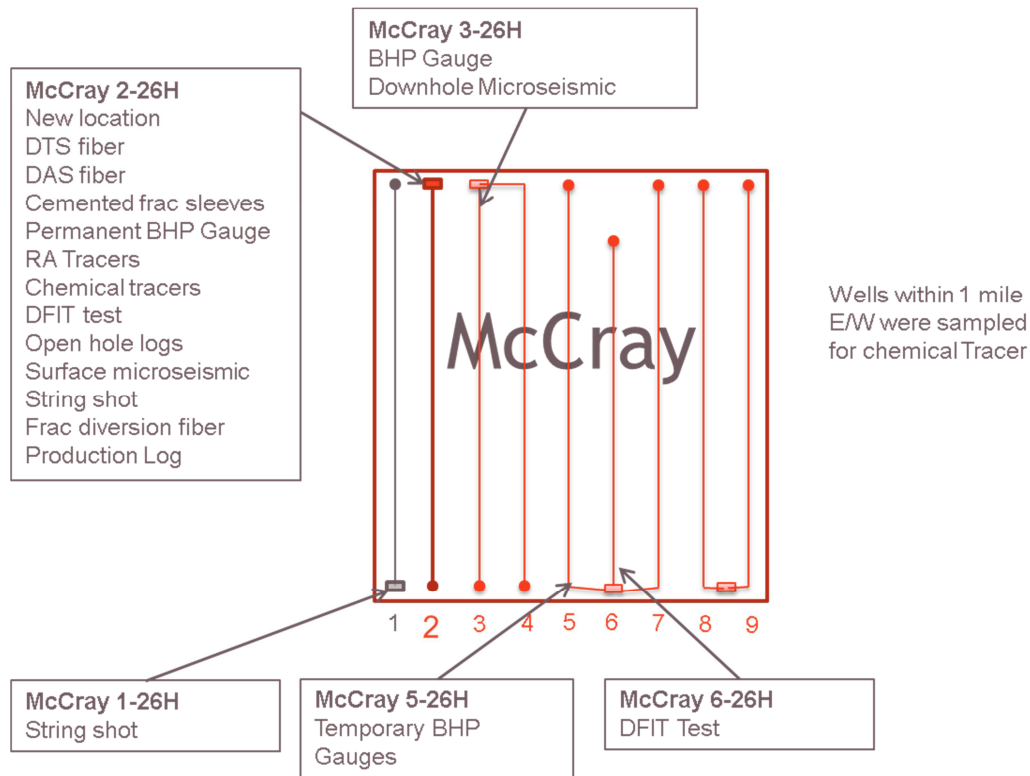 McCray 3-26H
BHP Gauge
Downhole Microseismic
McCray 2-26H
New location
DTS fiber
DAS fiber
Cemented frac sleeves
Permanent BHP Gauge
RA Tracers
Chemical tracers
DFIT test
Open hole logs
Surface microseismic
String shot
Frac diversion fiber
Production Log
McCray
Wells within 1 mile
E/W were sampled
for chemical Tracer
1 2 3 4 5 6 7 8 9
McCray 1-26H
String shot
McCray 5-26H
Temporary BHP
Gauges
McCray 6-26H
DFIT Test